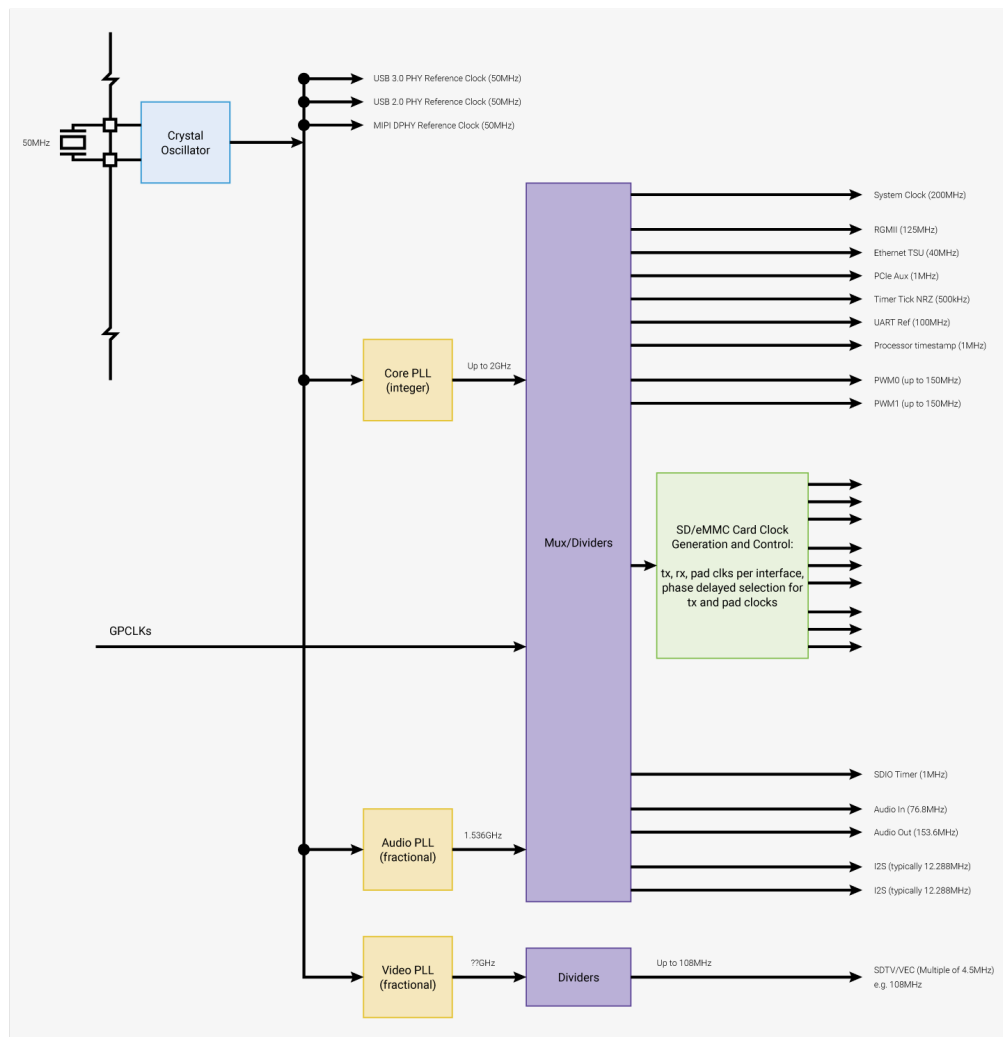 USB 3.0 PHY Reference Clock (50MHz)
USB 2.0 PHY Reference Clock (50MHz)
MIPI DPHY Reference Clock (50MHz)
50MHz
Crystal
Oscillator
System Clock (200MHz)
RGMII (125MHz)
Ethernet TSU (40MHz)
PCIe Aux (1MHz)
Timer Tick NRZ (500kHz)
UART Ref (100MHz)
Processor timestamp (1MHz)
Core PLL
(integer)
Up to 2GHz
PWM0 (up to 150MHz)
PWM1 (up to 150MHz)
Mux/Dividers
SD/eMMC Card Clock
Generation and Control:
tx, rx, pad clks per interface,
phase delayed selection for
tx and pad clocks
GPCLKs
SDIO Timer (1MHz)
Audio In (76.8MHz)
Audio Out (153.6MHz)
Audio PLL
(fractional)
1.536GHz
I2S (typically 12.288MHz)
I2S (typically 12.288MHz)
Video PLL
(fractional)
??GHz
Dividers
Up to 108MHz
SDTV/VEC (Multiple of 4.5MHz)
e.g. 108MHz